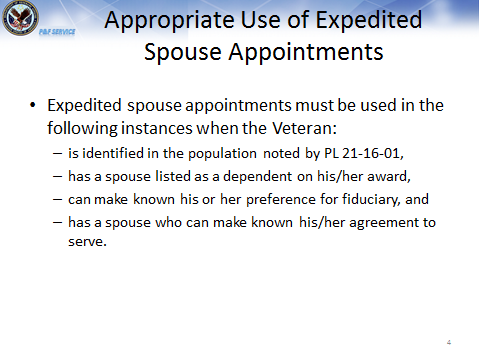 P&F SERVICE
Appropriate Use of Expedited
Spouse Appointments
• Expedited spouse appointments must be used in the
following instances when the Veteran:
– is identified in the population noted by PL 21-16-01,
– has a spouse listed as a dependent on his/her award,
– can make known his or her preference for fiduciary, and
– has a spouse who can make known his/her agreement to
serve.
4